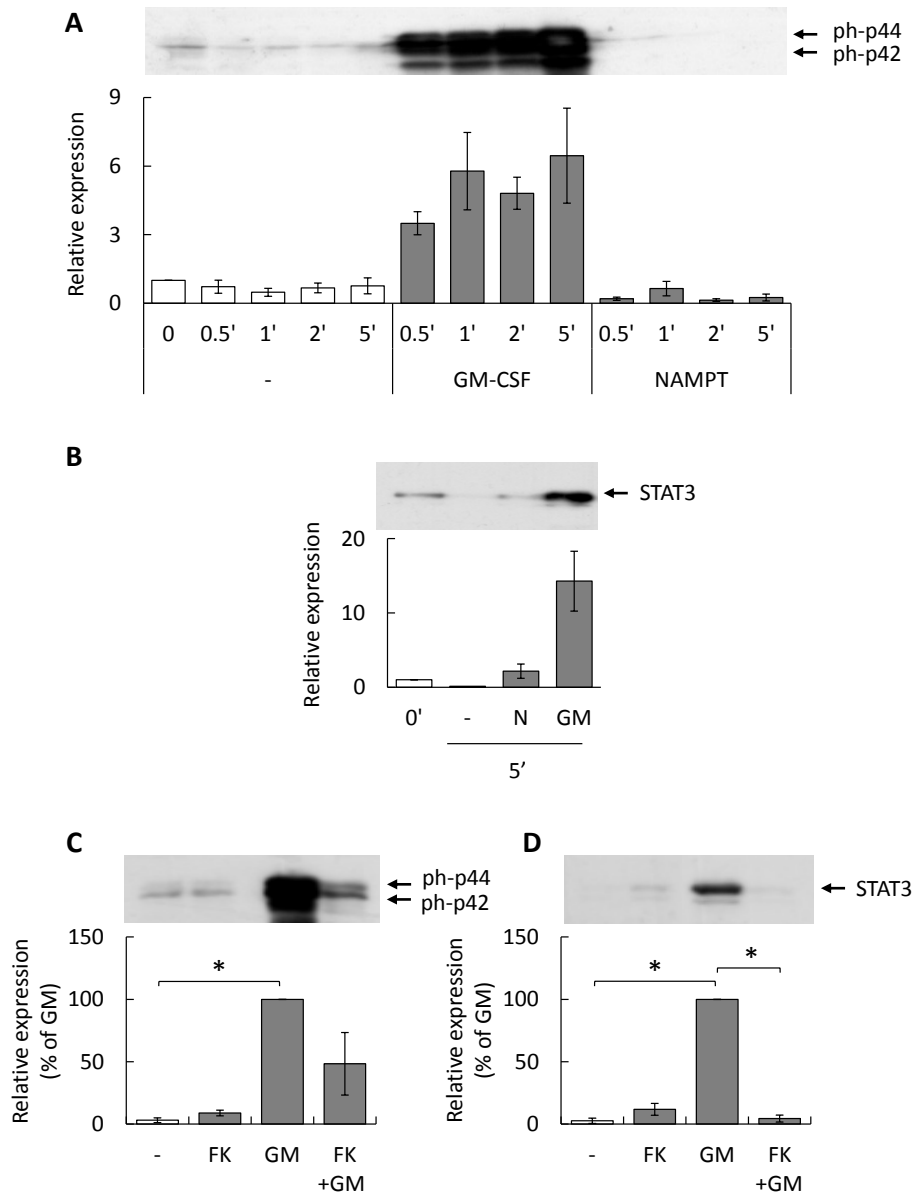 A
ph-p44
ph-p42
Relative expression
9
6
3
0
0 0.5' 1' 2' 5' 0.5' 1' 2' 5' 0.5' 1' 2' 5'
- GM-CSF NAMPT
B
STAT3
Relative expression
20
10
0
0' - N GM
5’
C
ph-p44
ph-p42
Relative expression
(% of GM)
150
100
50
0
*
- FK GM FK
+GM
D
STAT3
Relative expression
(% of GM)
150
100
50
0
* *
- FK GM FK
+GM